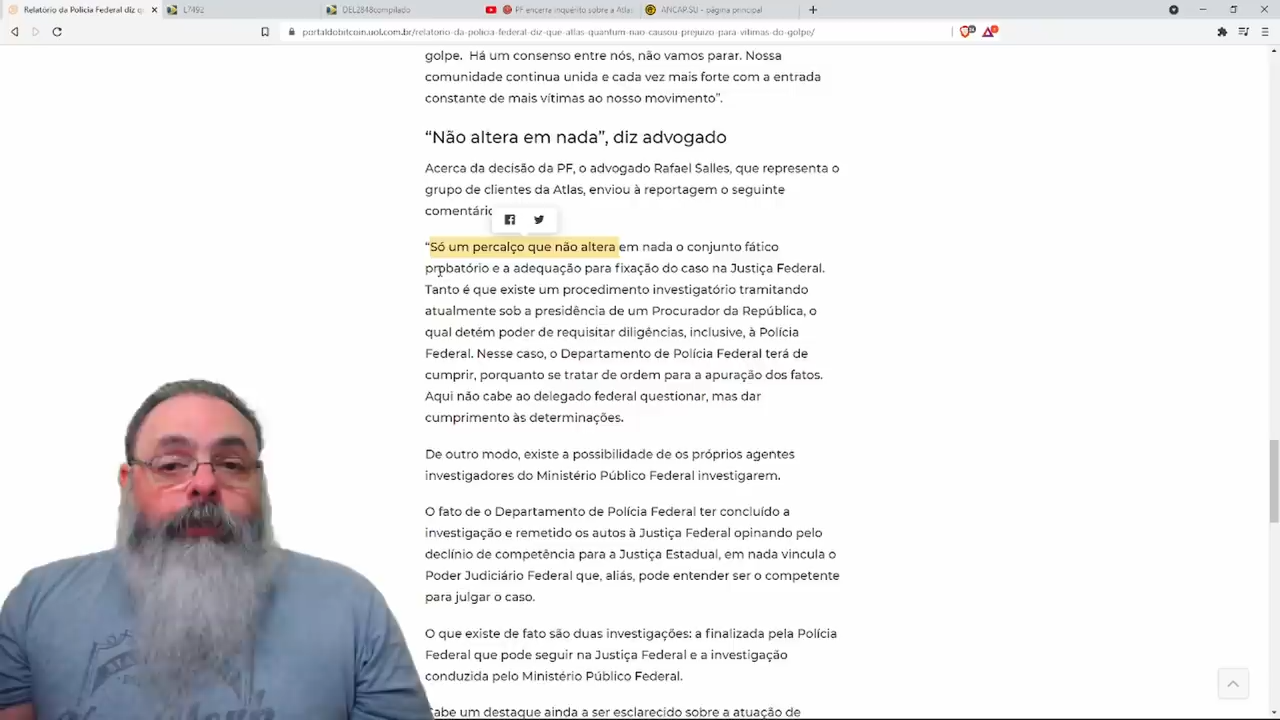 Relatório da Polícia Federal diz q
L7492
DEL2848compilado
PF encerra inquérito sobre a Atlas
ANCAP.SU - página principal
portaldobitcoin.uol.com.br/relatorio-da-policia-federal-diz-que-atlas-quantum-nao-causou-prejuizo-para-vitimas-do-golpe/
golpe. Há um consenso entre nós, não vamos parar. Nossa
comunidade continua unida e cada vez mais forte com a entrada
constante de mais vítimas ao nosso movimento”.
“Não altera em nada”, diz advogado
Acerca da decisão da PF, o advogado Rafael Salles, que representa o
grupo de clientes da Atlas, enviou à reportagem o seguinte
comentário
“Só um percalço que não altera em nada o conjunto fático
probatório e a adequação para fixação do caso na Justiça Federal.
Tanto é que existe um procedimento investigatório tramitando
atualmente sob a presidência de um Procurador da República, o
qual detém poder de requisitar diligências, inclusive, à Polícia
Federal. Nesse caso, o Departamento de Polícia Federal terá de
cumprir, porquanto se tratar de ordem para a apuração dos fatos.
Aqui não cabe ao delegado federal questionar, mas dar
cumprimento às determinações.
De outro modo, existe a possibilidade de os próprios agentes
investigadores do Ministério Público Federal investigarem.
O fato de o Departamento de Polícia Federal ter concluído a
investigação e remetido os autos à Justiça Federal opinando pelo
declínio de competência para a Justiça Estadual, em nada vincula o
Poder Judiciário Federal que, aliás, pode entender ser o competente
para julgar o caso.
O que existe de fato são duas investigações: a finalizada pela Polícia
Federal que pode seguir na Justiça Federal e a investigação
conduzida pelo Ministério Público Federal.
Cabe um destaque ainda a ser esclarecido sobre a atuação de